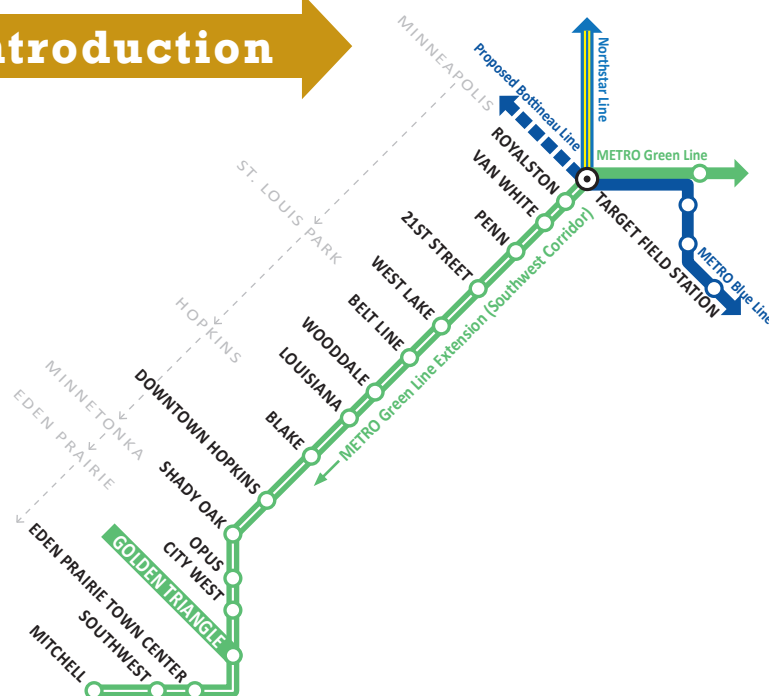 ntroduction
MINNEAPOLIS
ST. LOUIS PARK
HOPKINS
MINNETONKA
EDEN PRAIRIE
Northstar Line
Proposed Bottineau Line
METRO Green Line
METRO Blue Line
TARGET FIELD STATION
ROYALSTON
VAN WHITE
PENN
21ST STREET
WEST LAKE
BELT LINE
WOODDALE
LOUISIANA
BLAKE
METRO Green Line Extension (Southwest Corridor)
DOWNTOWN HOPKINS
SHADY OAK
OPUS
CITY WEST
GOLDEN TRIANGLE
EDEN PRAIRIE TOWN CENTER
SOUTHWEST
MITCHELL